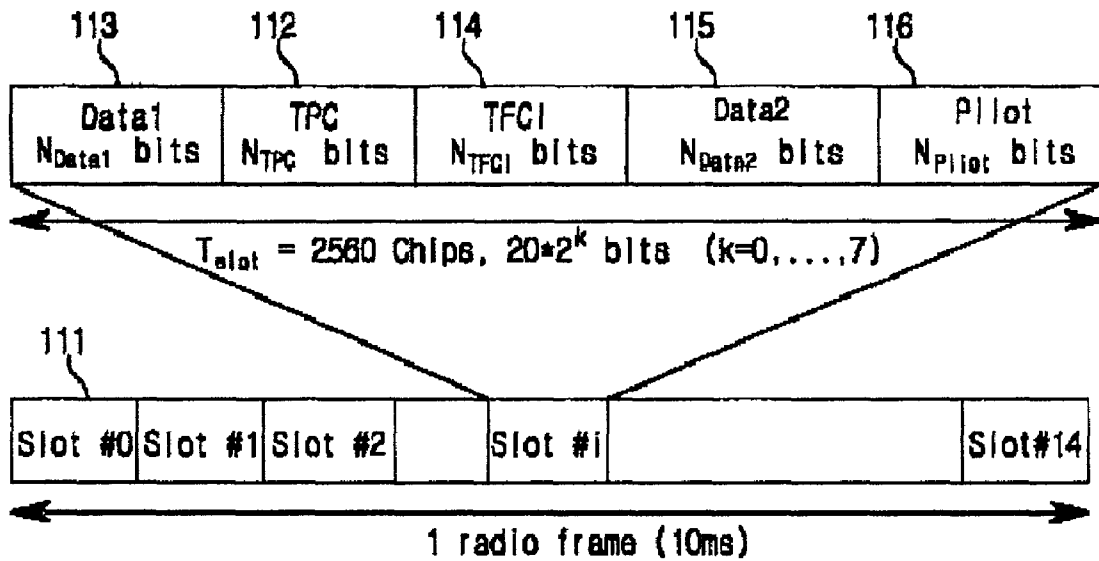 113 112 114 115 116
Data1 TPC TFCI Data2 Pilot
N_Data1 bits N_TPC bits N_TFCI bits N_Data2 bits N_Pilot bits
T_slot = 2560 Chips, 20*2^k bits (k=0,....,7)
111
Slot #0 Slot #1 Slot #2 Slot #i Slot#14
1 radio frame (10ms)